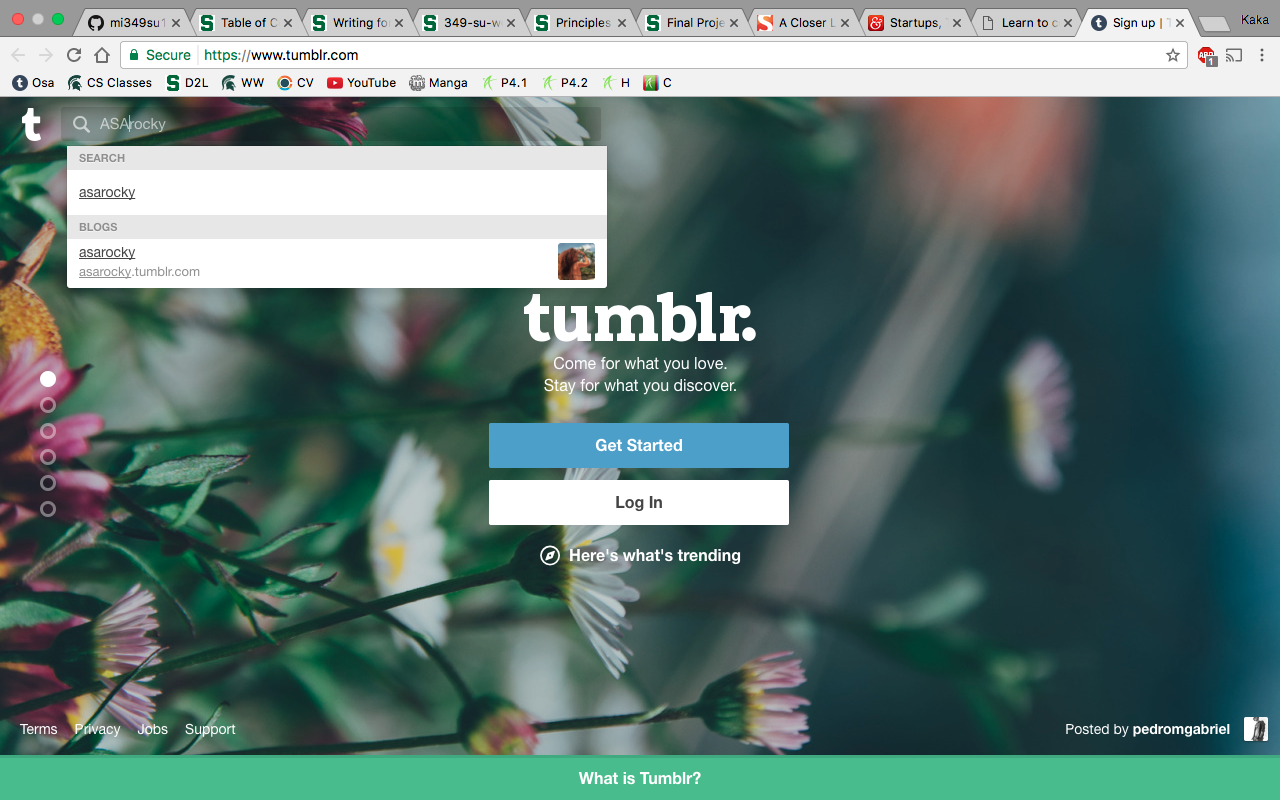 mi349su1
Table of C
Writing fo
349-su-w
Principles
Final Proje
A Closer L
Startups,
Learn to c
Sign up | T
Kaka
Secure
https://www.tumblr.com
ABP
1
Osa
CS Classes
D2L
WW
CV
YouTube
Manga
P4.1
P4.2
H
C
t
ASArocky
SEARCH
asarocky
BLOGS
asarocky
asarocky.tumblr.com
tumblr.
Come for what you love.
Stay for what you discover.
Get Started
Log In
Here's what's trending
Terms Privacy Jobs Support
Posted by pedromgabriel
What is Tumblr?